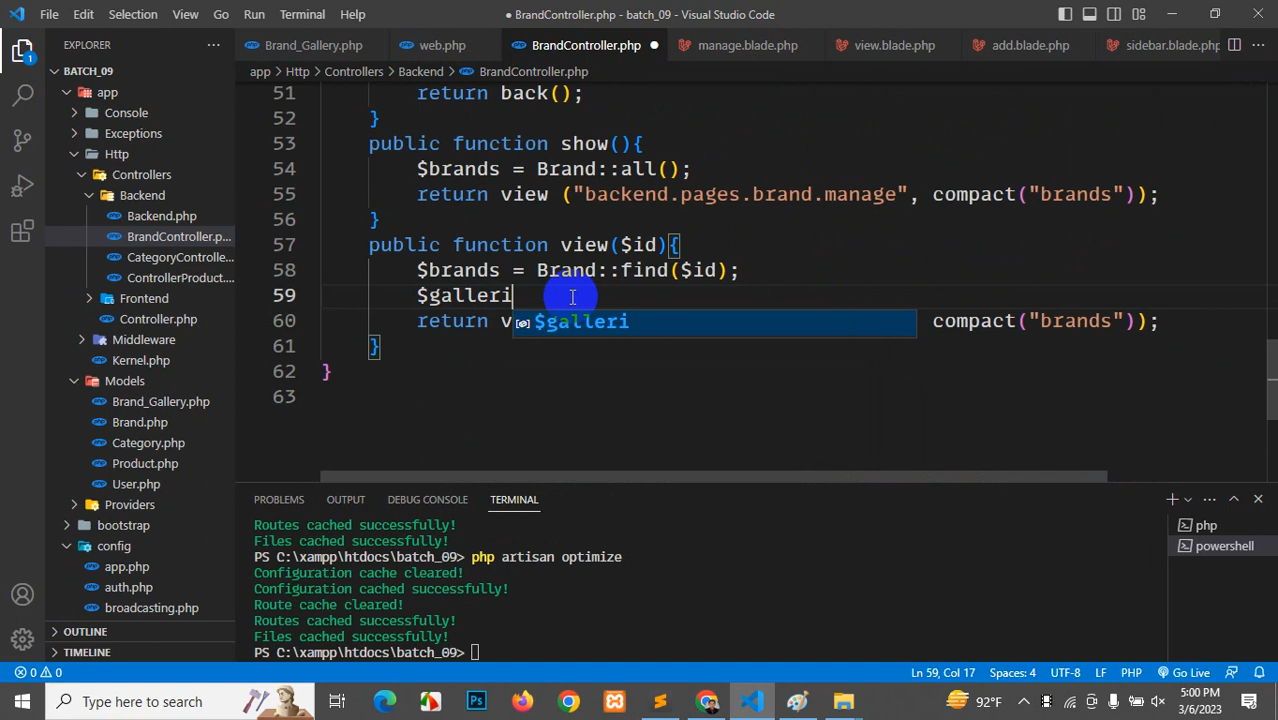 File Edit Selection View Go Run Terminal Help
● BrandController.php - batch_09 - Visual Studio Code
EXPLORER
Brand_Gallery.php
web.php
BrandController.php ●
manage.blade.php
view.blade.php
add.blade.php
sidebar.blade.php
1
BATCH_09
app > Http > Controllers > Backend > BrandController.php
app
Console
Exceptions
Http
Controllers
Backend
Backend.php
BrandController.p...
CategoryControlle...
ControllerProduct...
Frontend
Controller.php
Middleware
Kernel.php
Models
Brand_Gallery.php
Brand.php
Category.php
Product.php
User.php
Providers
bootstrap
config
app.php
auth.php
broadcasting.php
OUTLINE
TIMELINE
51 return back();
52 }
53 public function show(){
54 $brands = Brand::all();
55 return view ("backend.pages.brand.manage", compact("brands"));
56 }
57 public function view($id){
58 $brands = Brand::find($id);
59 $galleri
60 return v compact("brands"));
$galleri
61 }
62 }
63
PROBLEMS OUTPUT DEBUG CONSOLE TERMINAL
Routes cached successfully!
Files cached successfully!
PS C:\xampp\htdocs\batch_09> php artisan optimize
Configuration cache cleared!
Configuration cached successfully!
Route cache cleared!
Routes cached successfully!
Files cached successfully!
PS C:\xampp\htdocs\batch_09>
php
powershell
0 0 Ln 59, Col 17 Spaces: 4 UTF-8 LF PHP Go Live
Type here to search
Ps
92°F
5:00 PM
3/6/2023